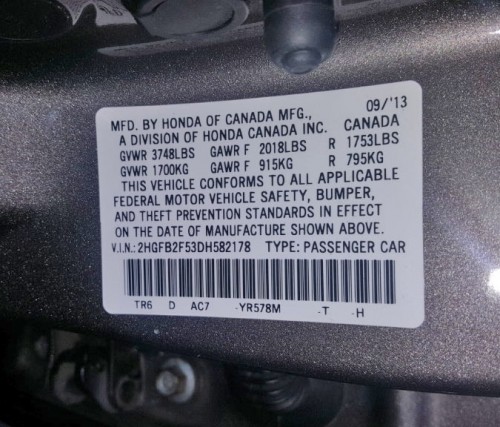 MFD. BY HONDA OF CANADA MFG., 09/'13
A DIVISION OF HONDA CANADA INC. CANADA
GVWR 3748LBS GAWR F 2018LBS R 1753LBS
GVWR 1700KG GAWR F 915KG R 795KG
THIS VEHICLE CONFORMS TO ALL APPLICABLE
FEDERAL MOTOR VEHICLE SAFETY, BUMPER,
AND THEFT PREVENTION STANDARDS IN EFFECT
ON THE DATE OF MANUFACTURE SHOWN ABOVE.
V.I.N.: 2HGFB2F53DH582178 TYPE: PASSENGER CAR
TR6 D AC7 -YR578M -T -H